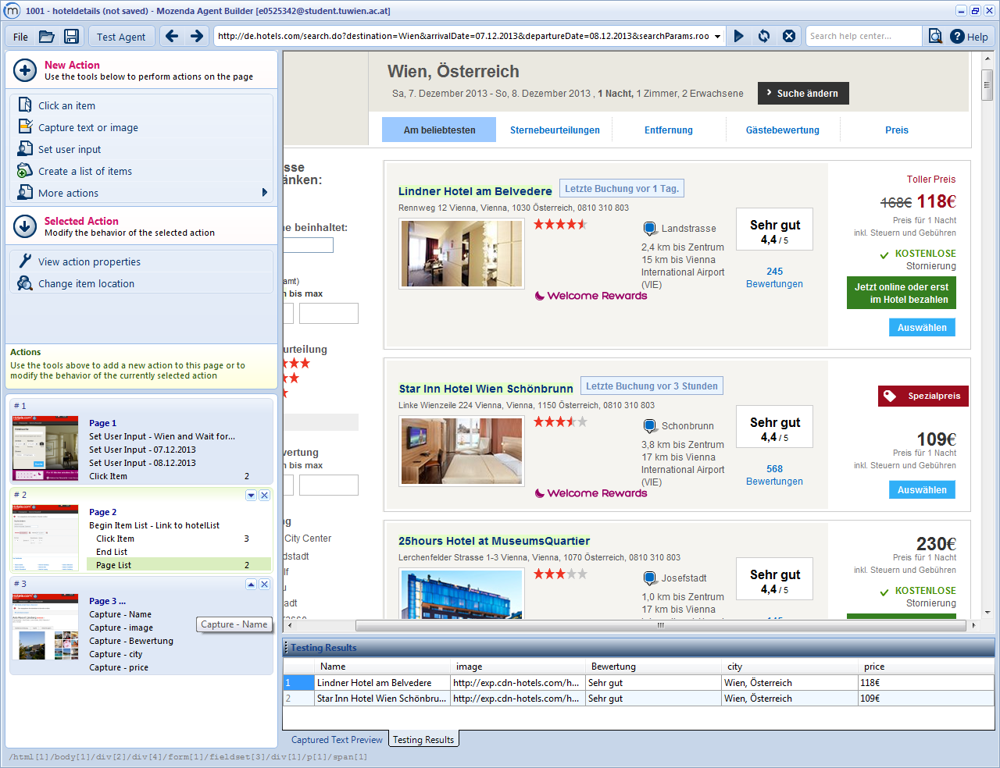 1001 - hoteldetails (not saved) - Mozenda Agent Builder [e0525342@student.tuwien.ac.at]
File
Test Agent
http://de.hotels.com/search.do?destination=Wien&arrivalDate=07.12.2013&departureDate=08.12.2013&searchParams.roo
Search help center...
Help
New Action
Use the tools below to perform actions on the page
Click an item
Capture text or image
Set user input
Create a list of items
More actions
Selected Action
Modify the behavior of the selected action
View action properties
Change item location
Actions
Use the tools above to add a new action to this page or to
modify the behavior of the currently selected action
# 1
Page 1
Set User Input - Wien and Wait for...
Set User Input - 07.12.2013
Set User Input - 08.12.2013
Click Item 2
# 2
Page 2
Begin Item List - Link to hotelList
Click Item 3
End List
Page List 2
# 3
Page 3 ...
Capture - Name
Capture - image
Capture - Bewertung
Capture - city
Capture - price
Capture - Name
Wien, Österreich
Sa, 7. Dezember 2013 - So, 8. Dezember 2013 , 1 Nacht, 1 Zimmer, 2 Erwachsene
Suche ändern
Am beliebtesten
Sternebeurteilungen
Entfernung
Gästebewertung
Preis
sse
änken:
ne beinhaltet:
amt)
n bis max
urteilung
wertung
n bis max
ng
City Center
dstadt
lf
u
tadt
Lindner Hotel am Belvedere
Letzte Buchung vor 1 Tag.
Rennweg 12 Vienna, Vienna, 1030 Österreich, 0810 310 803
Landstrasse
2,4 km bis Zentrum
15 km bis Vienna
International Airport
(VIE)
Welcome Rewards
Sehr gut
4,4 / 5
245
Bewertungen
Toller Preis
168€ 118€
Preis für 1 Nacht
inkl. Steuern und Gebühren
KOSTENLOSE
Stornierung
Jetzt online oder erst
im Hotel bezahlen
Auswählen
Star Inn Hotel Wien Schönbrunn
Letzte Buchung vor 3 Stunden
Linke Wienzeile 224 Vienna, Vienna, 1150 Österreich, 0810 310 803
Schonbrunn
3,8 km bis Zentrum
17 km bis Vienna
International Airport
(VIE)
Welcome Rewards
Sehr gut
4,4 / 5
568
Bewertungen
Spezialpreis
109€
Preis für 1 Nacht
inkl. Steuern und Gebühren
Auswählen
25hours Hotel at MuseumsQuartier
Lerchenfelder Strasse 1-3 Vienna, Vienna, 1070 Österreich, 0810 310 803
Josefstadt
1,0 km bis Zentrum
17 km bis Vienna
Sehr gut
4,4 / 5
230€
Preis für 1 Nacht
inkl. Steuern und Gebühren
KOSTENLOSE
Stornierung
Testing Results
Name image Bewertung city price
1 Lindner Hotel am Belvedere http://exp.cdn-hotels.com/h... Sehr gut Wien, Österreich 118€
2 Star Inn Hotel Wien Schönbru... http://exp.cdn-hotels.com/h... Sehr gut Wien, Österreich 109€
Captured Text Preview
Testing Results
/html[1]/body[1]/div[2]/div[4]/form[1]/fieldset[3]/div[1]/p[1]/span[1]